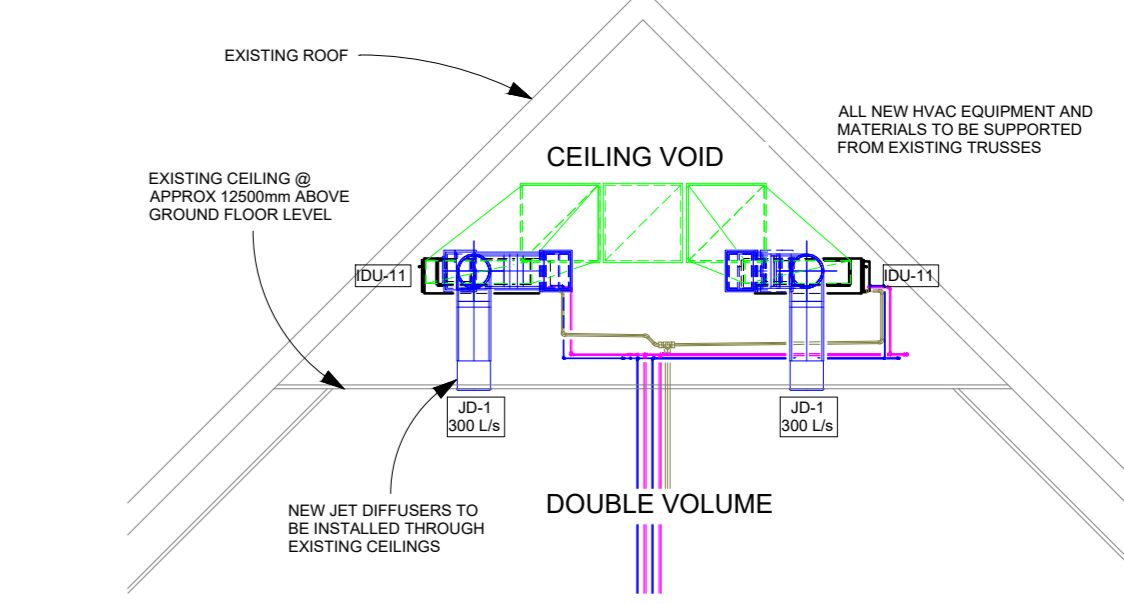 EXISTING ROOF
ALL NEW HVAC EQUIPMENT AND
MATERIALS TO BE SUPPORTED
FROM EXISTING TRUSSES
CEILING VOID
EXISTING CEILING @
APPROX 12500mm ABOVE
GROUND FLOOR LEVEL
IDU-11
IDU-11
JD-1
300 L/s
JD-1
300 L/s
NEW JET DIFFUSERS TO
BE INSTALLED THROUGH
EXISTING CEILINGS
DOUBLE VOLUME